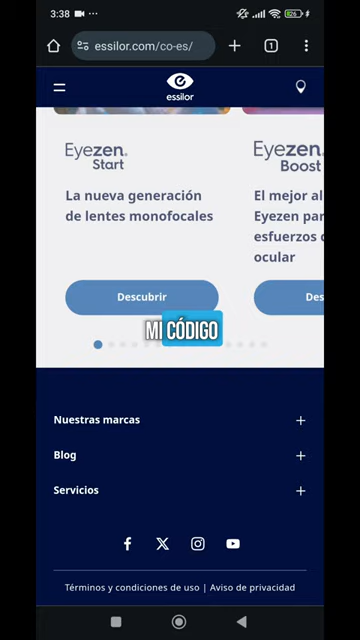 3:38
26
essilor.com/co-es/
1
essilor
Eyezen®
Start
La nueva generación
de lentes monofocales
Descubrir
Eyezen®
Boost
El mejor al
Eyezen par
esfuerzos
ocular
Des
MI CÓDIGO
Nuestras marcas
Blog
Servicios
Términos y condiciones de uso | Aviso de privacidad